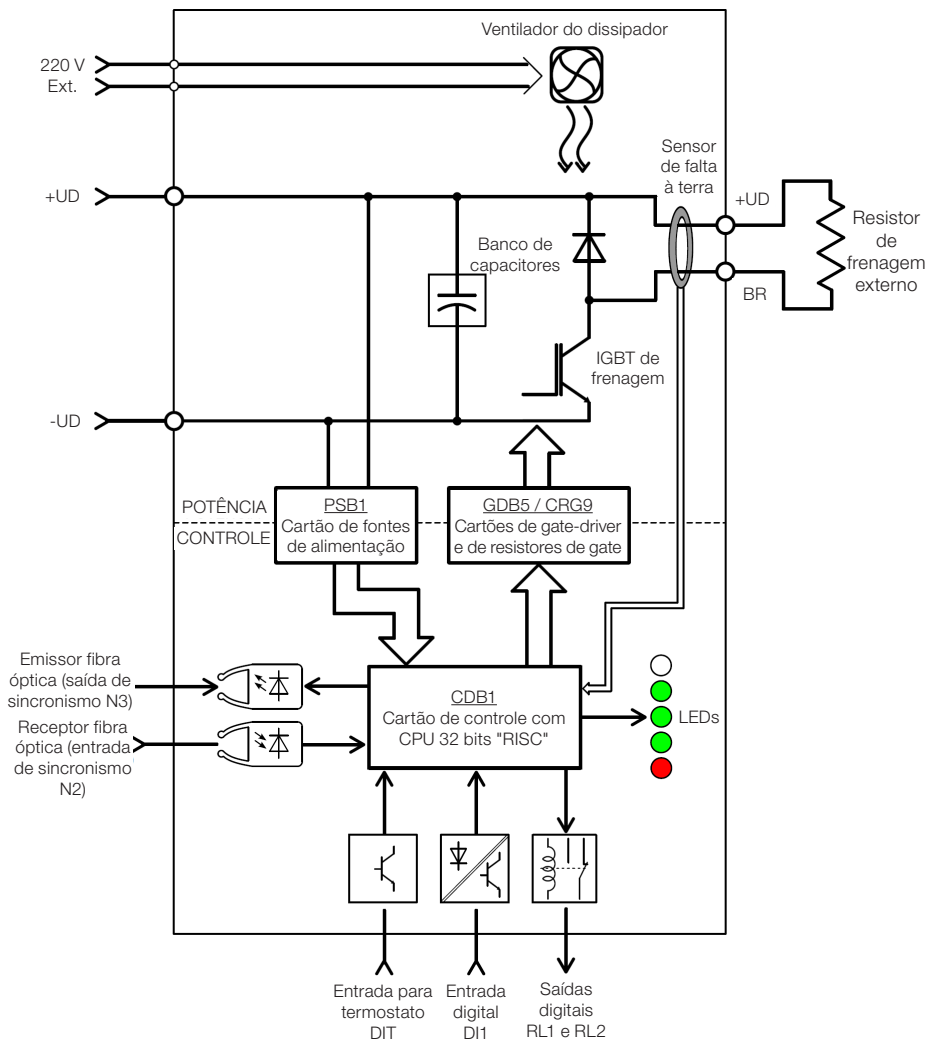 Ventilador do dissipador
220 V
Ext.
Sensor
de falta
à terra
+UD
+UD
Resistor
de
frenagem
externo
Banco de
capacitores
BR
IGBT de
frenagem
-UD
POTÊNCIA
CONTROLE
PSB1
Cartão de fontes
de alimentação
GDB5 / CRG9
Cartões de gate-driver
e de resistores de gate
Emissor fibra
óptica (saída de
sincronismo N3)
Receptor fibra
óptica (entrada
de sincronismo
N2)
CDB1
Cartão de controle com
CPU 32 bits "RISC"
LEDs
Entrada para
termostato
DIT
Entrada
digital
DI1
Saídas
digitais
RL1 e RL2